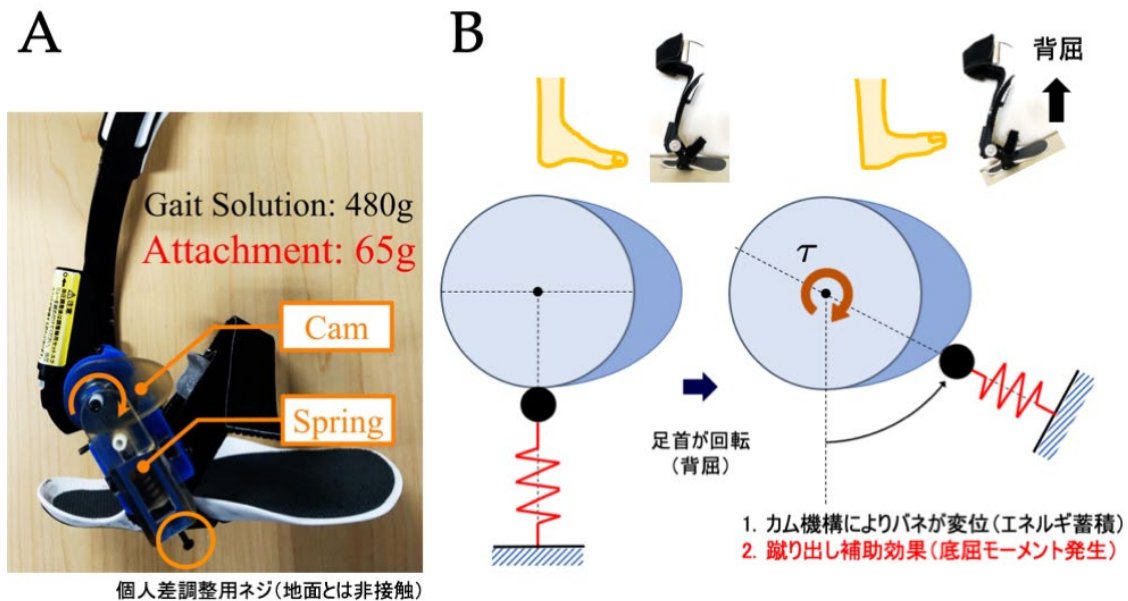 A
Gait Solution: 480g
Attachment: 65g
Cam
Spring
個人差調整用ネジ(地面とは非接触)
B
背屈
τ
足首が回転
(背屈)
1. カム機構によりバネが変位(エネルギ蓄積)
2. 蹴り出し補助効果(底屈モーメント発生)